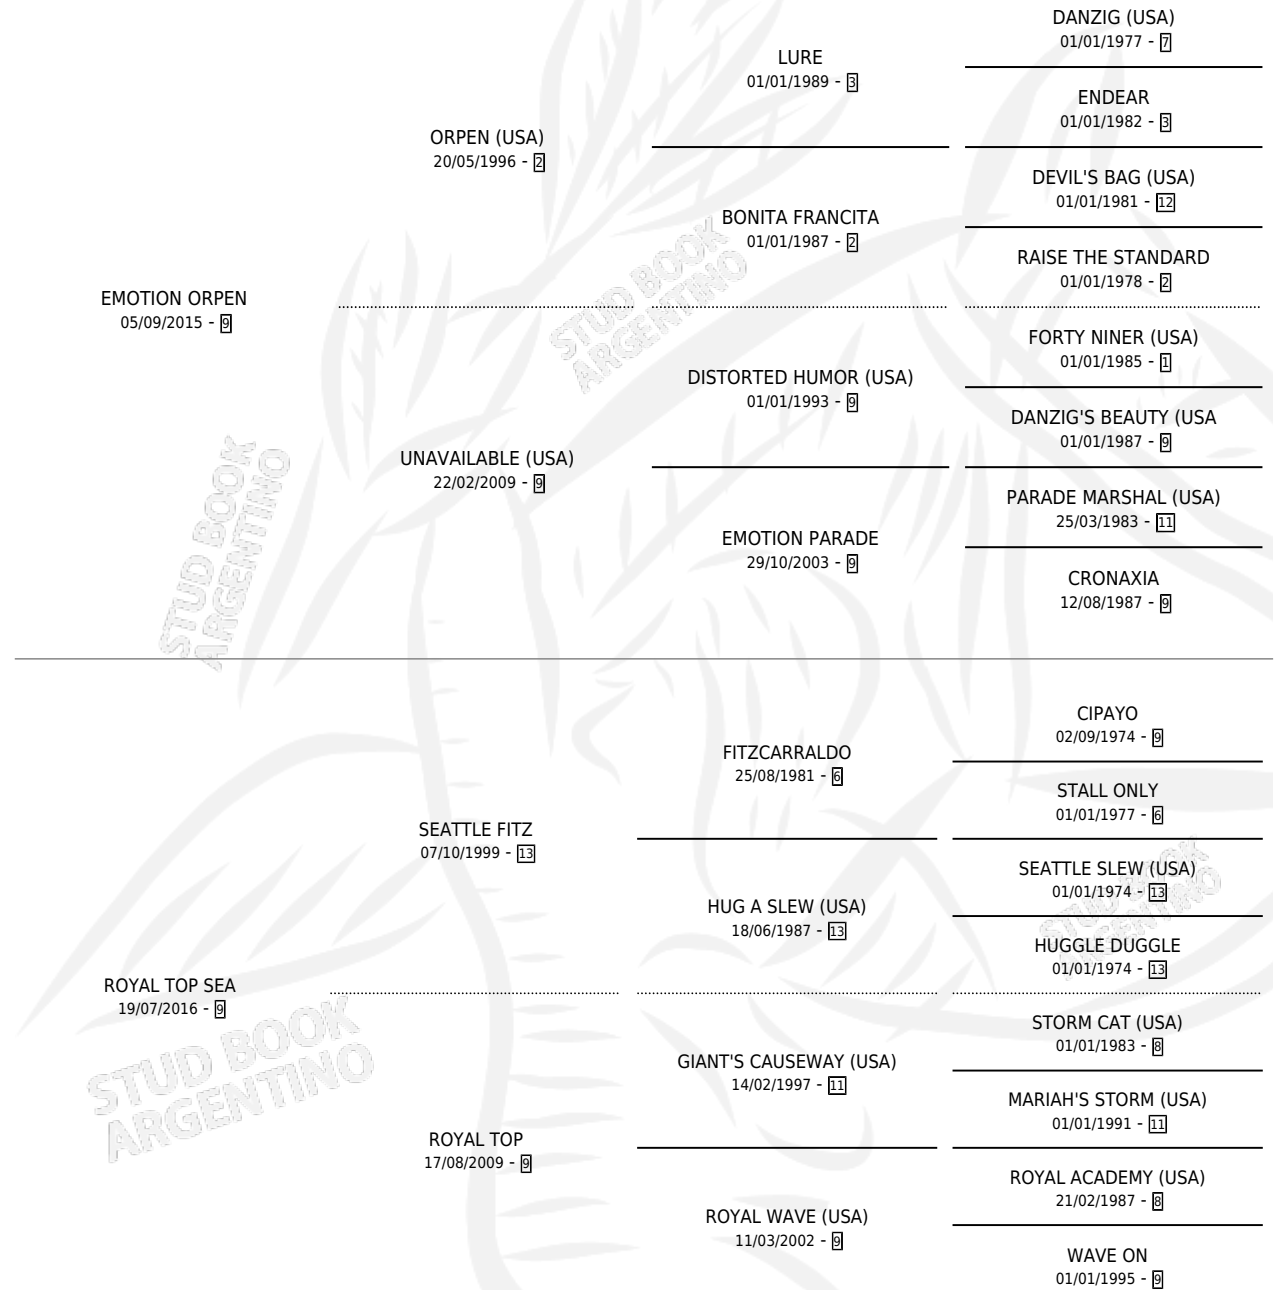 DANZIG (USA)
01/01/1977 - 7
LURE
01/01/1989 - 3
ENDEAR
01/01/1982 - 3
ORPEN (USA)
20/05/1996 - 2
DEVIL'S BAG (USA)
01/01/1981 - 12
BONITA FRANCITA
01/01/1987 - 2
RAISE THE STANDARD
01/01/1978 - 2
EMOTION ORPEN
05/09/2015 - 9
FORTY NINER (USA)
01/01/1985 - 1
DISTORTED HUMOR (USA)
01/01/1993 - 9
DANZIG'S BEAUTY (USA
01/01/1987 - 9
UNAVAILABLE (USA)
22/02/2009 - 9
PARADE MARSHAL (USA)
25/03/1983 - 11
EMOTION PARADE
29/10/2003 - 9
CRONAXIA
12/08/1987 - 9
CIPAYO
02/09/1974 - 9
FITZCARRALDO
25/08/1981 - 6
STALL ONLY
01/01/1977 - 6
SEATTLE FITZ
07/10/1999 - 13
SEATTLE SLEW (USA)
01/01/1974 - 13
HUG A SLEW (USA)
18/06/1987 - 13
HUGGLE DUGGLE
01/01/1974 - 13
ROYAL TOP SEA
19/07/2016 - 9
STORM CAT (USA)
01/01/1983 - 8
GIANT'S CAUSEWAY (USA)
14/02/1997 - 11
MARIAH'S STORM (USA)
01/01/1991 - 11
ROYAL TOP
17/08/2009 - 9
ROYAL ACADEMY (USA)
21/02/1987 - 8
ROYAL WAVE (USA)
11/03/2002 - 9
WAVE ON
01/01/1995 - 9
STUD BOOK
ARGENTINO
STUD BOOK
ARGENTINO
STUD BOOK
ARGENTINO
STUD BOOK
ARGENTINO